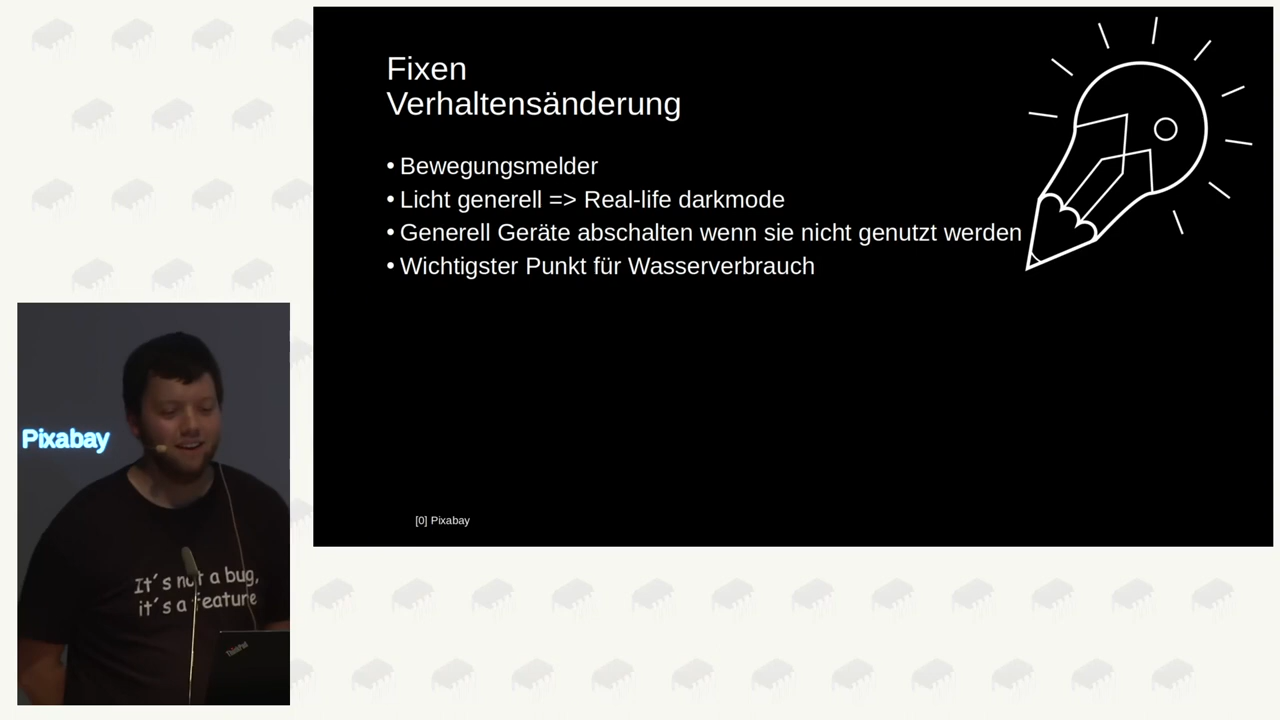 Fixen
Verhaltensänderung
• Bewegungsmelder
• Licht generell => Real-life darkmode
• Generell Geräte abschalten wenn sie nicht genutzt werden
• Wichtigster Punkt für Wasserverbrauch
[0] Pixabay
Pixabay
It's not a bug,
it's a feature
ThinkPad